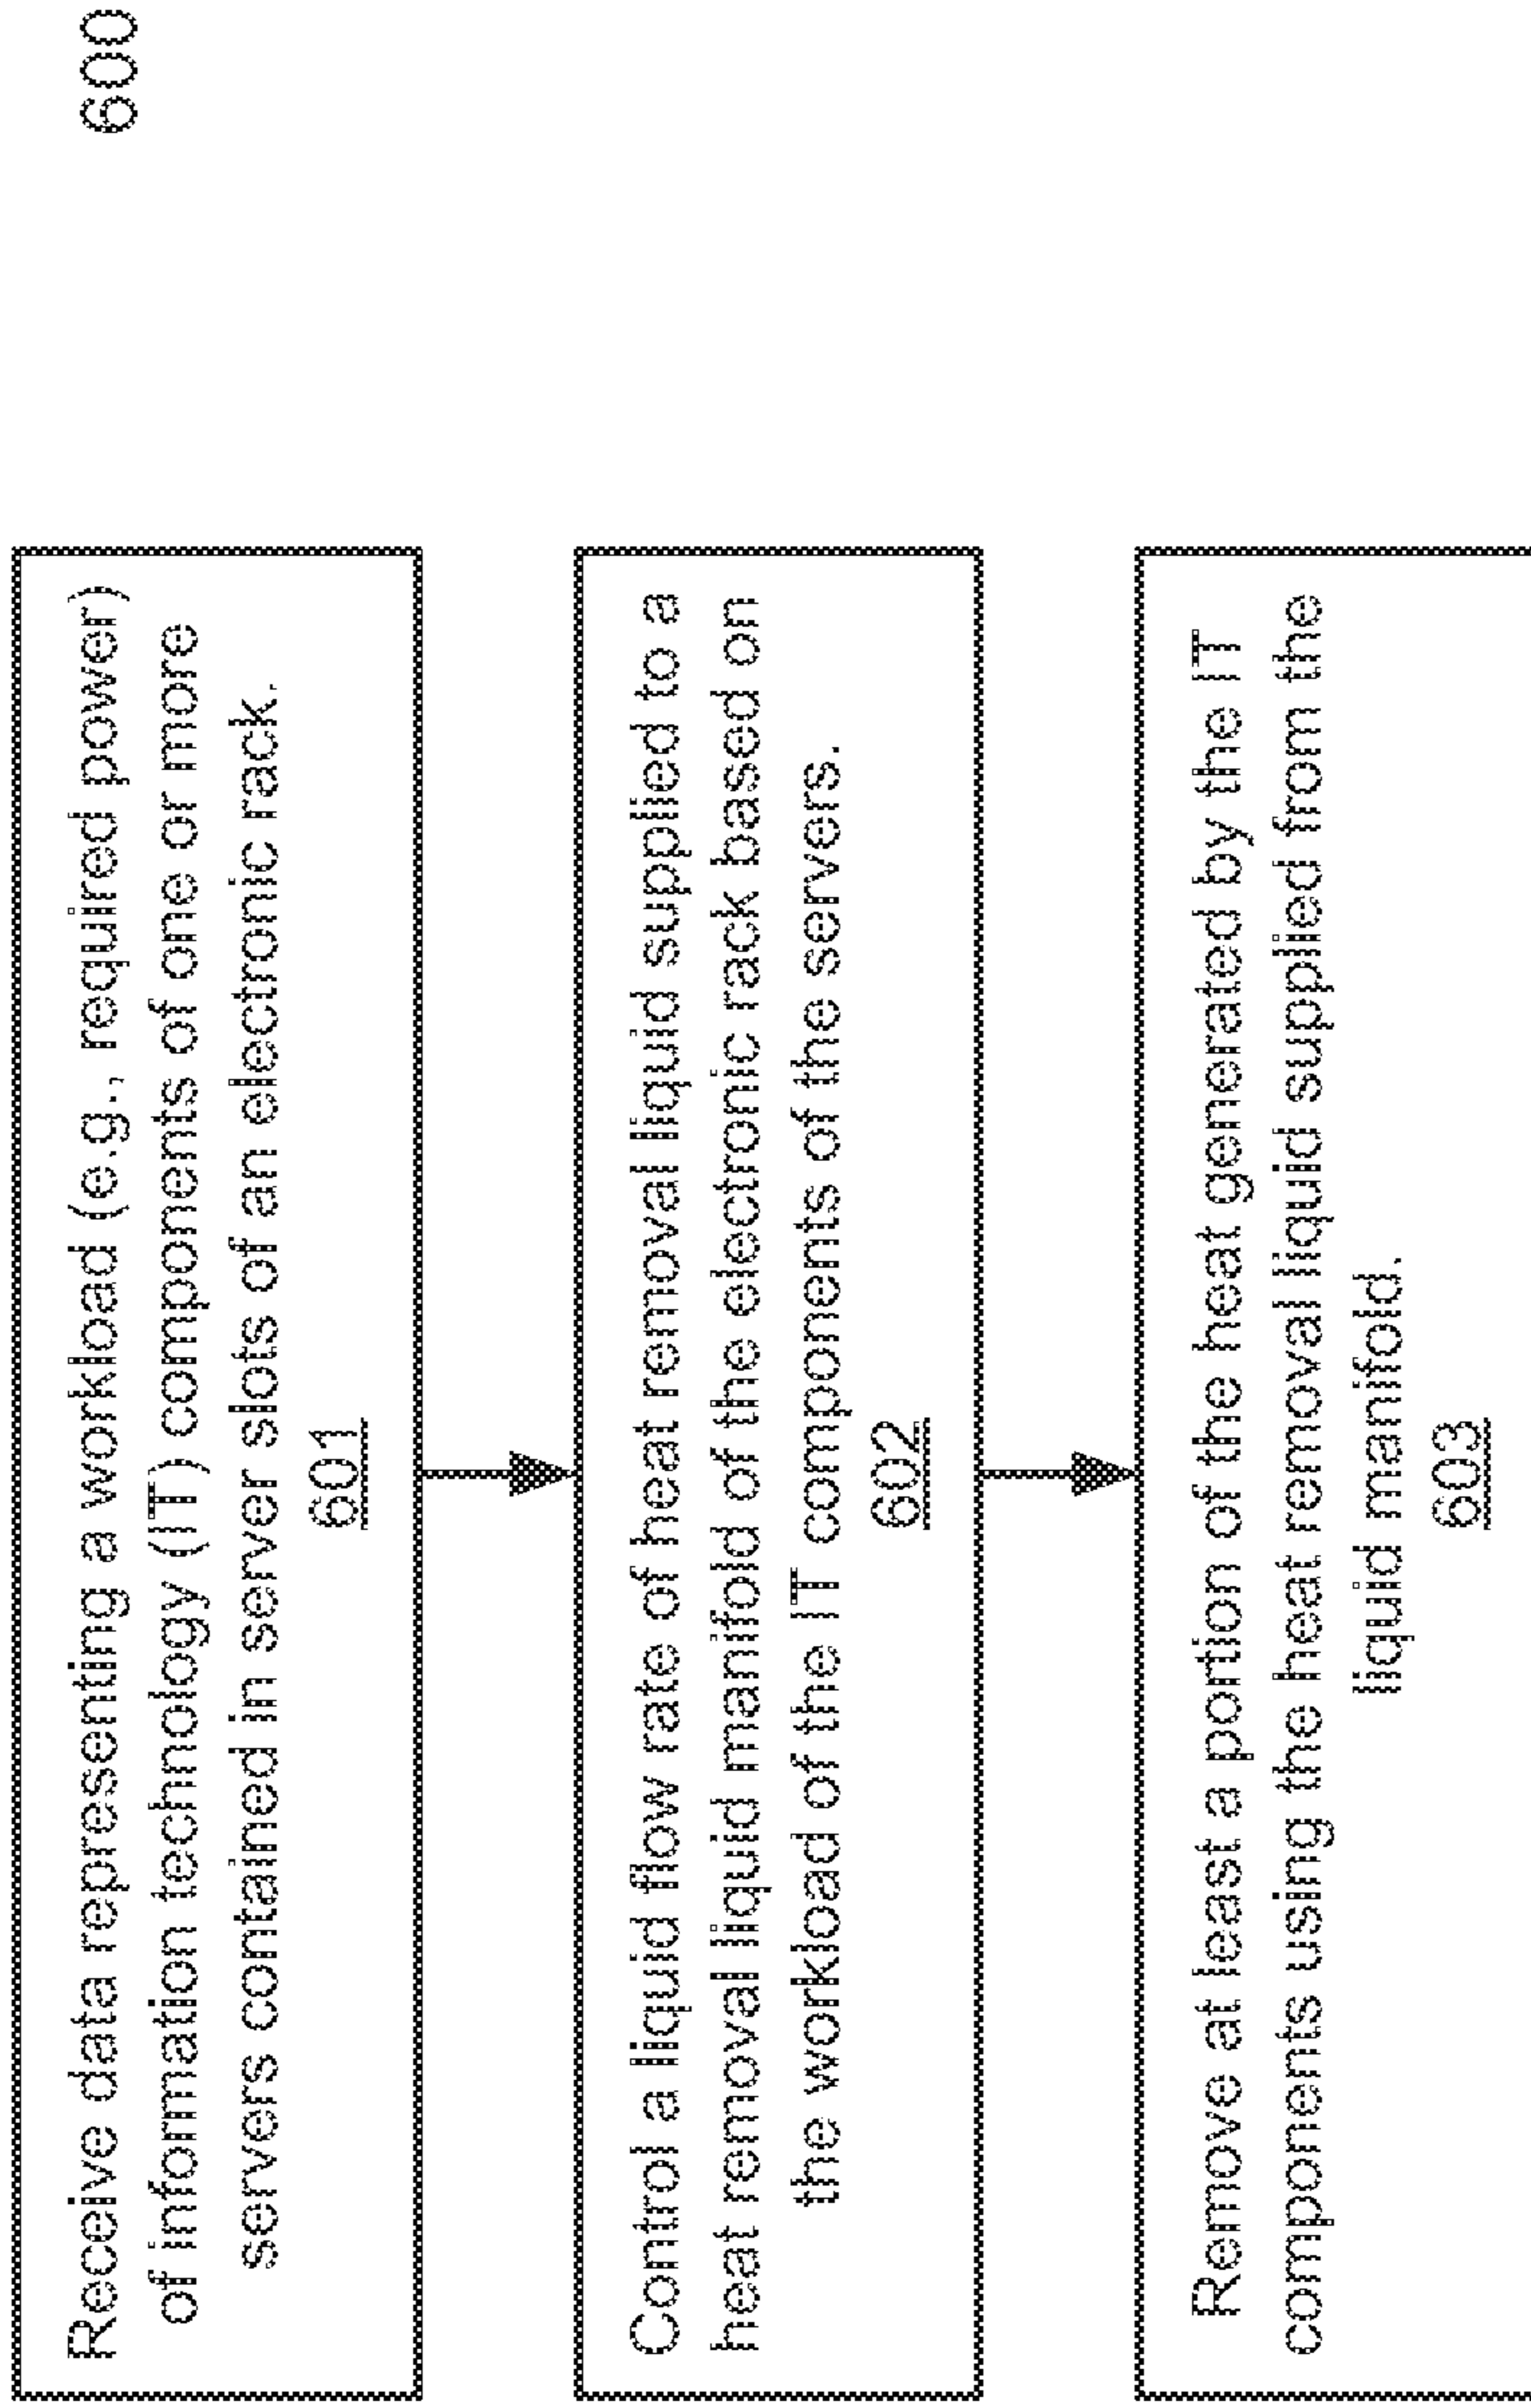 600
Receive data representing a workload (e.g., required power)
of information technology (IT) components of one or more
servers contained in server slots of an electronic rack.
601
Control a liquid flow rate of heat removal liquid supplied to a
heat removal liquid manifold of the electronic rack based on
the workload of the IT components of the servers.
602
Remove at least a portion of the heat generated by the IT
components using the heat removal liquid supplied from the
liquid manifold.
603